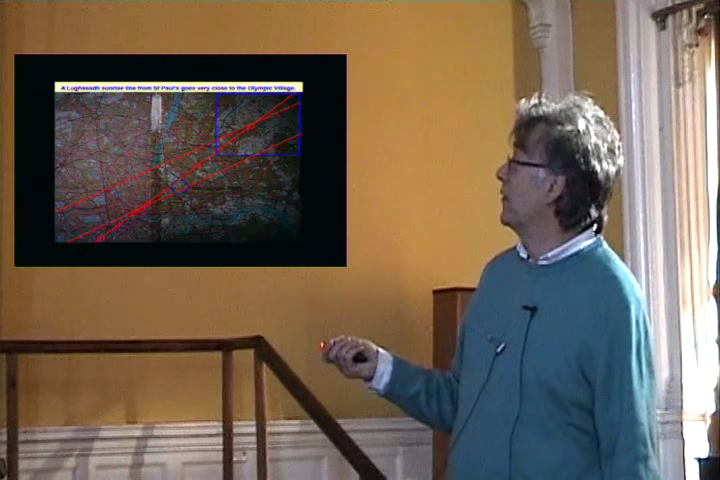 A Lughnasadh sunrise line from St Paul's goes very close to the Olympic Village.